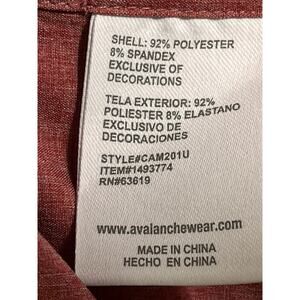 SHELL: 92% POLYESTER
8% SPANDEX
EXCLUSIVE OF
DECORATIONS
TELA EXTERIOR: 92%
POLIESTER 8% ELASTANO
EXCLUSIVO DE
DECORACIONES
STYLE#CAM201U
ITEM#1493774
RN#63619
www.avalanchewear.com
MADE IN CHINA
HECHO EN CHINA